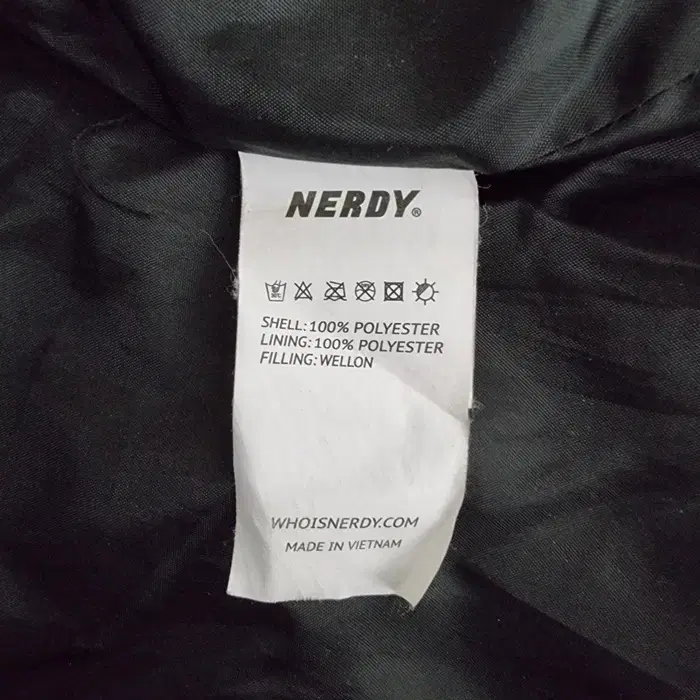 NERDY®
SHELL:100% POLYESTER
LINING:100% POLYESTER
FILLING:WELLON
WHOISNERDY.COM
MADE IN VIETNAM